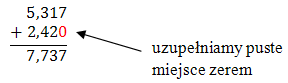 5,317
+ 2,420
7,737
uzupełniamy puste
miejsce zerem